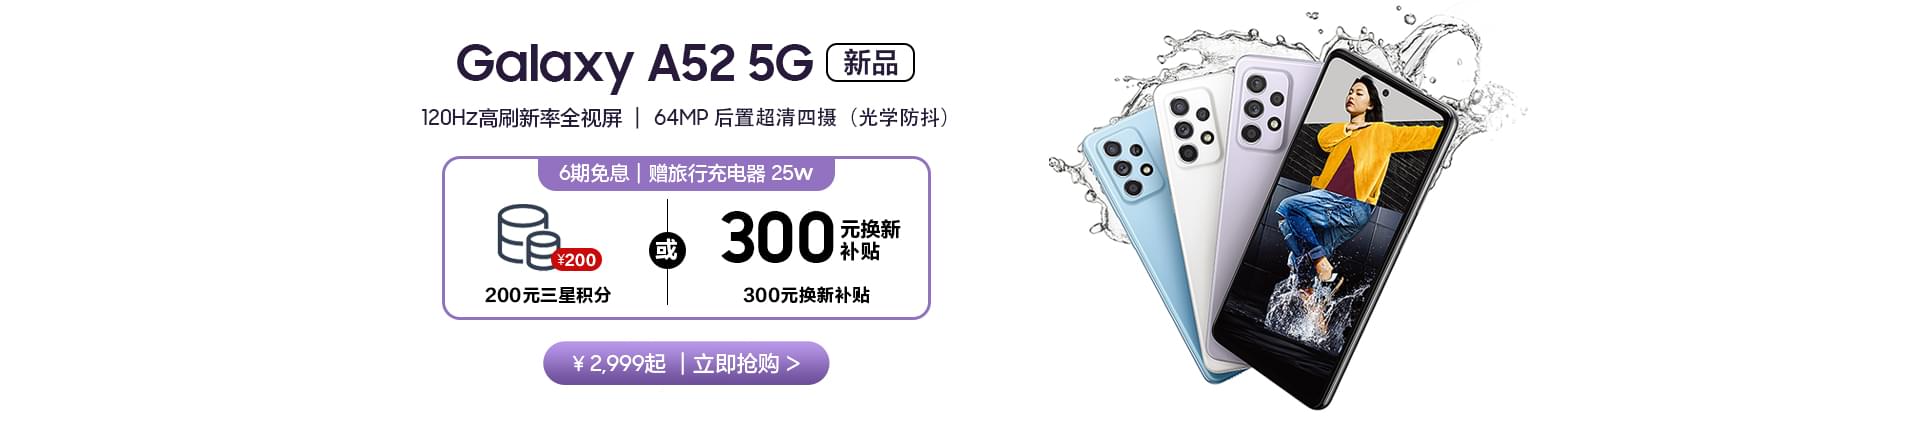 Galaxy A52 5G 新品
120Hz高刷新率全视屏 | 64MP 后置超清四摄（光学防抖）
6期免息 | 赠旅行充电器 25W
¥200
200元三星积分
或
300元换新补贴
300元换新补贴
¥ 2,999起 | 立即抢购 >